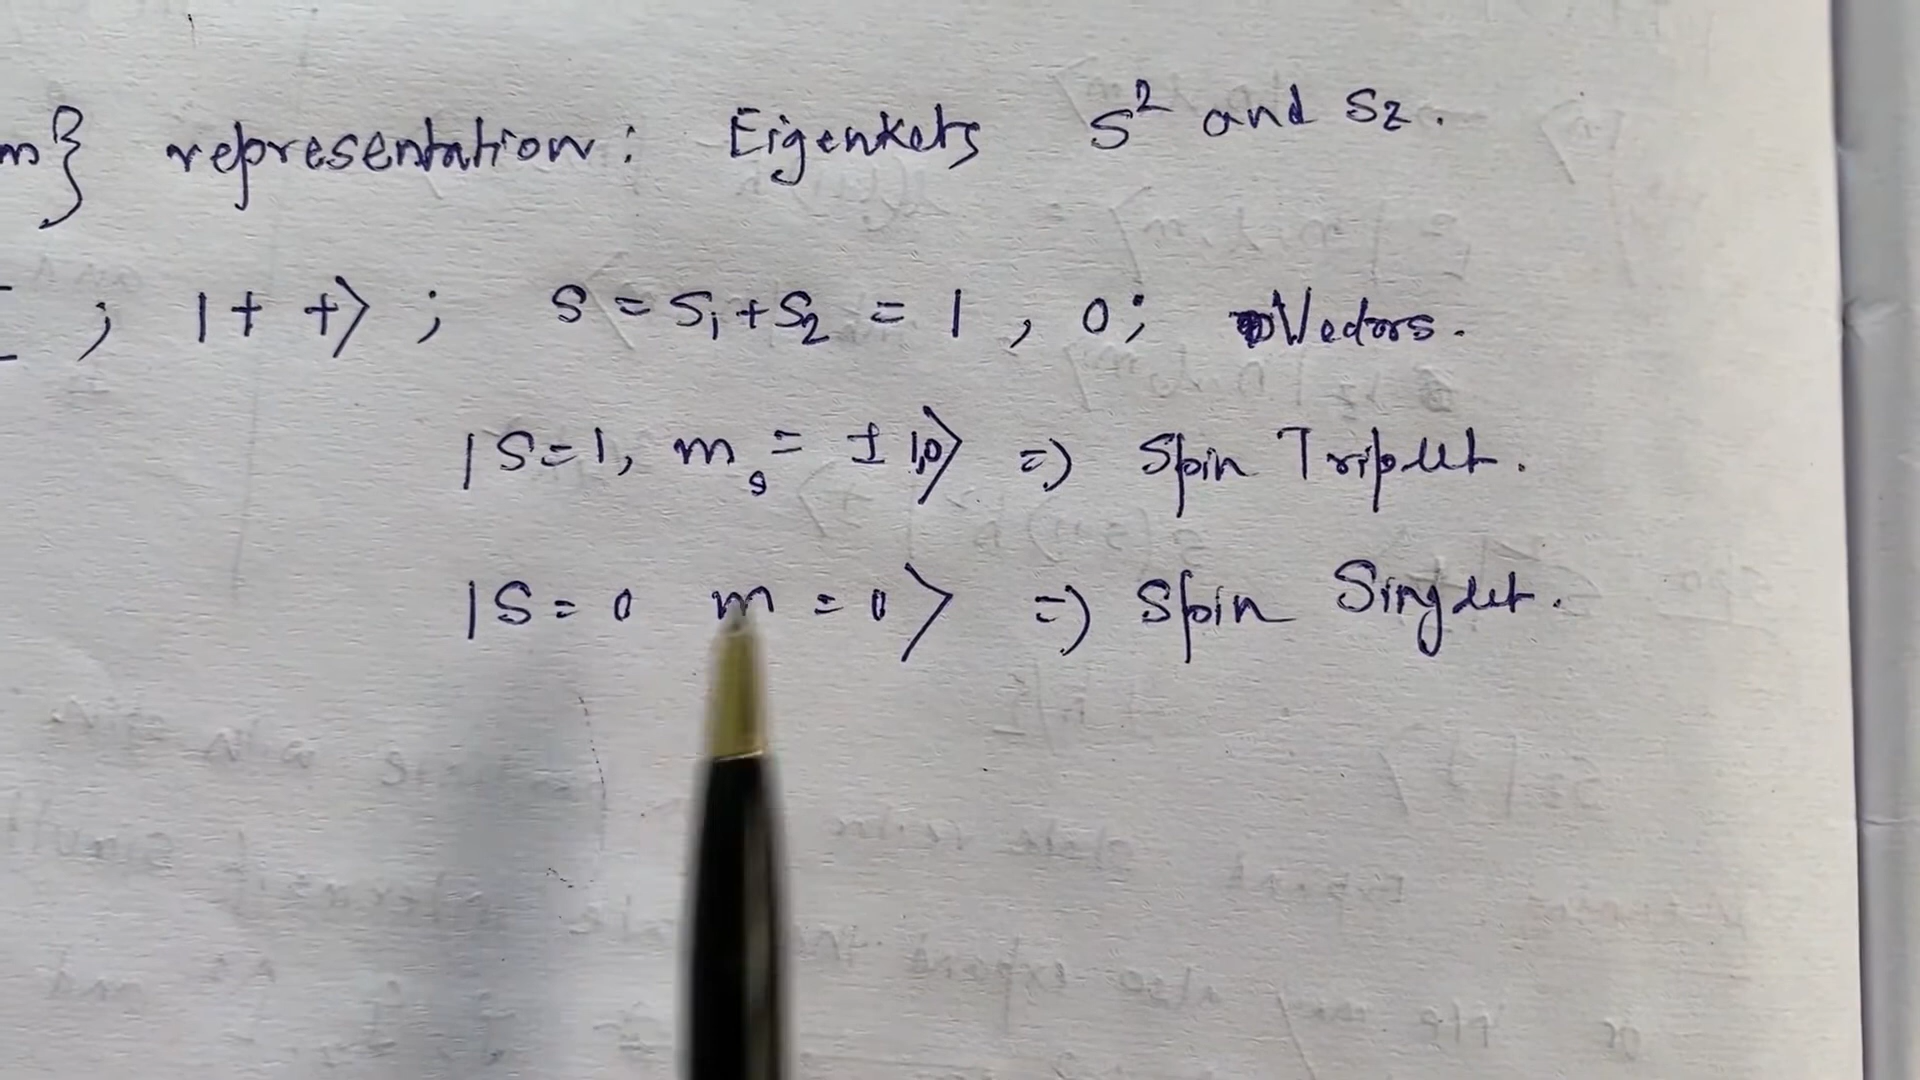 m} representation: Eigenkets S² and Sz.
; |+ +⟩ ; S = S₁+S₂ = 1 , 0; Vectors.
|S=1, m_s = ±1,0⟩ => Spin Triplet.
|S=0 m=0⟩ => Spin Singlet.